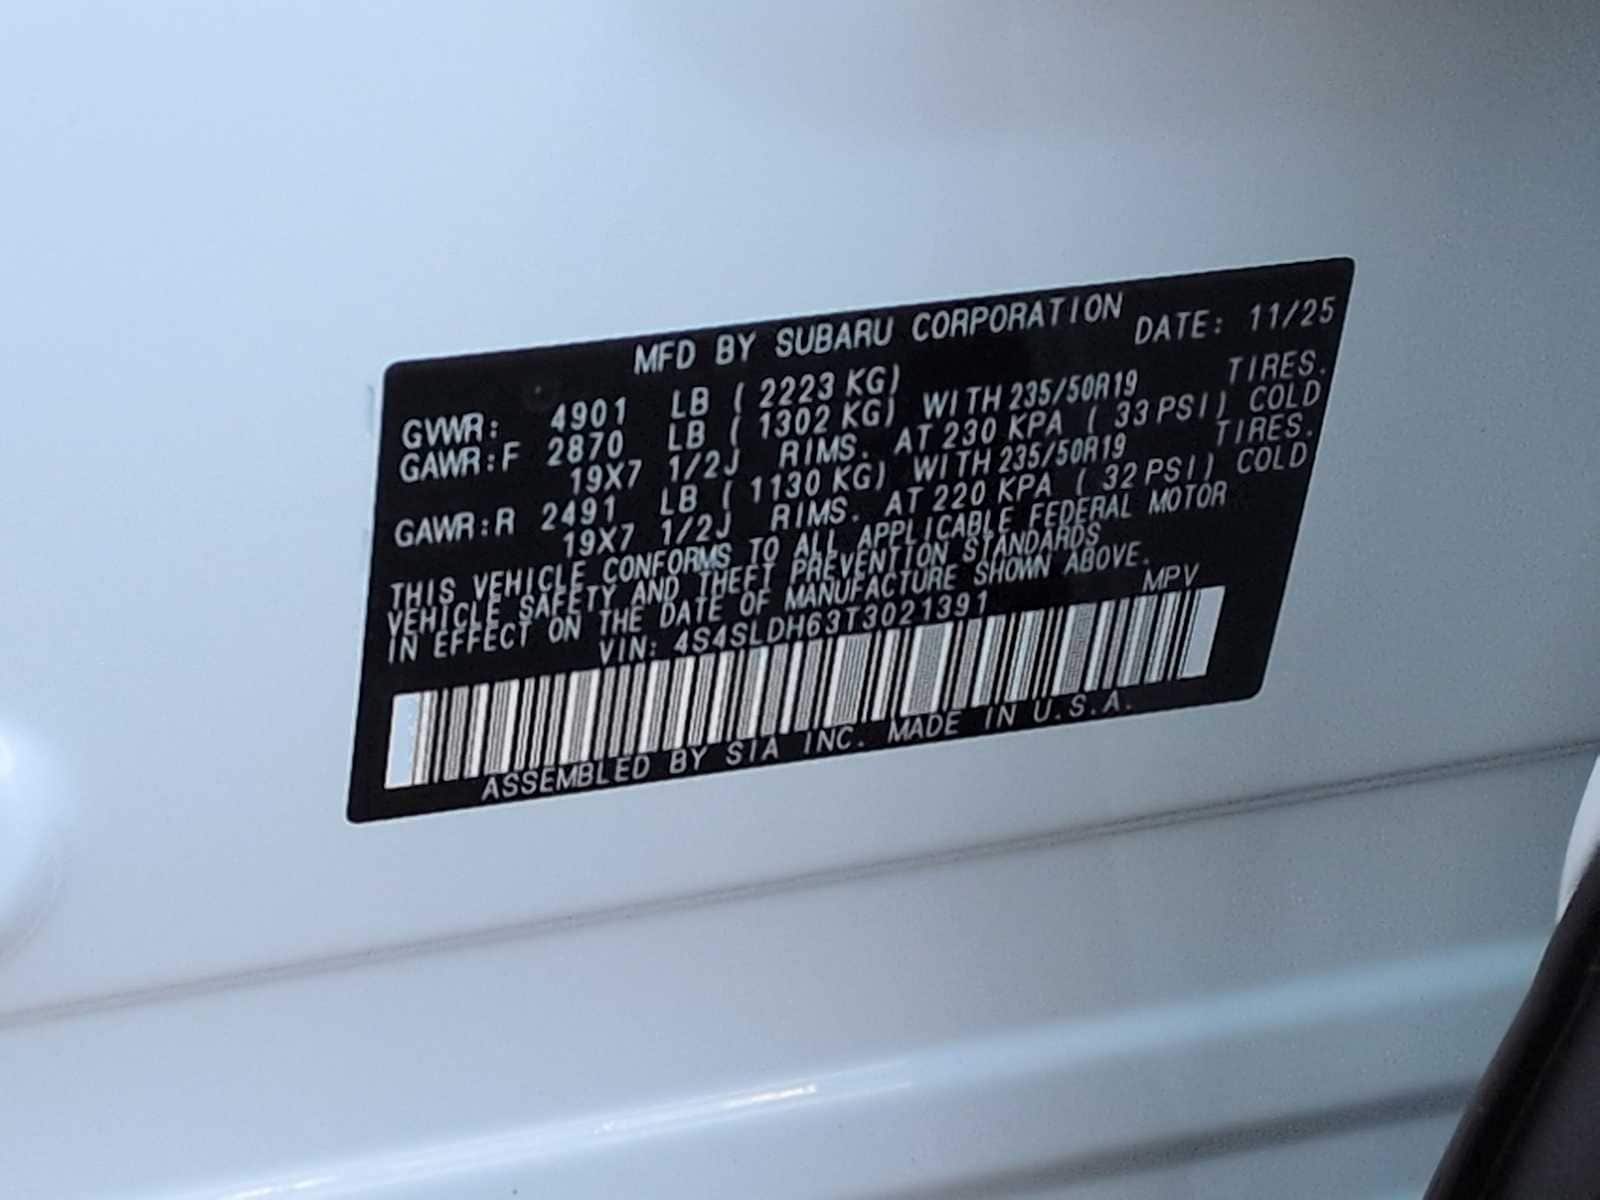 MFD BY SUBARU CORPORATION DATE: 11/25
GVWR: 4901 LB ( 2223 KG)
GAWR:F 2870 LB ( 1302 KG) WITH 235/50R19 TIRES.
19X7 1/2J RIMS. AT 230 KPA ( 33 PSI) COLD
GAWR:R 2491 LB ( 1130 KG) WITH 235/50R19 TIRES.
19X7 1/2J RIMS. AT 220 KPA ( 32 PSI) COLD
THIS VEHICLE CONFORMS TO ALL APPLICABLE FEDERAL MOTOR
VEHICLE SAFETY AND THEFT PREVENTION STANDARDS
IN EFFECT ON THE DATE OF MANUFACTURE SHOWN ABOVE.
VIN: 4S4SLDH63T3021391 MPV
ASSEMBLED BY SIA INC. MADE IN U.S.A.